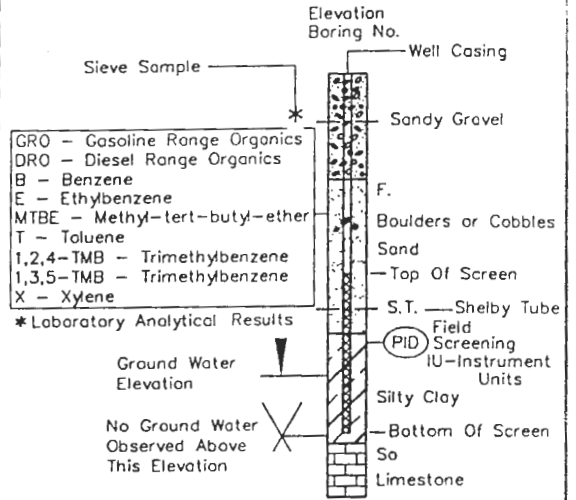 Elevation
Boring No.
Well Casing
Sieve Sample
*
Sandy Gravel
GRO - Gasoline Range Organics
DRO - Diesel Range Organics
B - Benzene
E - Ethylbenzene
MTBE - Methyl-tert-butyl-ether
T - Toluene
1,2,4-TMB - Trimethylbenzene
1,3,5-TMB - Trimethylbenzene
X - Xylene
* Laboratory Analytical Results
F.
Boulders or Cobbles
Sand
Top Of Screen
S.T. Shelby Tube
PID Field
Screening
IU-Instrument
Units
Ground Water
Elevation
Silty Clay
No Ground Water
Observed Above
This Elevation
Bottom Of Screen
So
Limestone